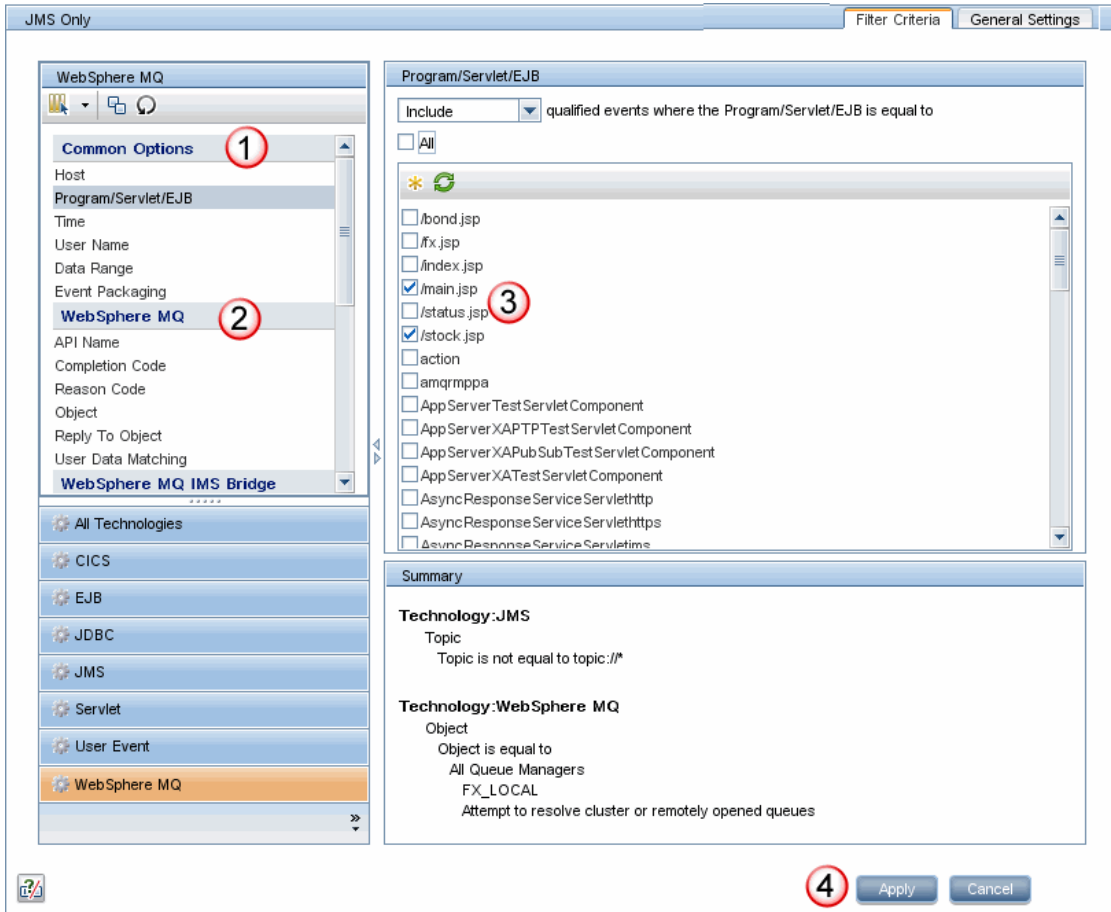 JMS Only
Filter Criteria
General Settings
WebSphere MQ
Common Options
1
Host
Program/Servlet/EJB
Time
User Name
Data Range
Event Packaging
WebSphere MQ
2
API Name
Completion Code
Reason Code
Object
Reply To Object
User Data Matching
WebSphere MQ IMS Bridge
All Technologies
CICS
EJB
JDBC
JMS
Servlet
User Event
WebSphere MQ
Program/Servlet/EJB
Include qualified events where the Program/Servlet/EJB is equal to
All
/bond.jsp
/fx.jsp
/index.jsp
/main.jsp
3
/status.jsp
/stock.jsp
action
amqrmppa
AppServerTestServletComponent
AppServerXAPTPTestServletComponent
AppServerXAPubSubTestServletComponent
AppServerXATestServletComponent
AsyncResponseServiceServlethttp
AsyncResponseServiceServlethttps
AsyncResponseServiceServletims
Summary
Technology:JMS
Topic
Topic is not equal to topic://*
Technology:WebSphere MQ
Object
Object is equal to
All Queue Managers
FX_LOCAL
Attempt to resolve cluster or remotely opened queues
4
Apply
Cancel